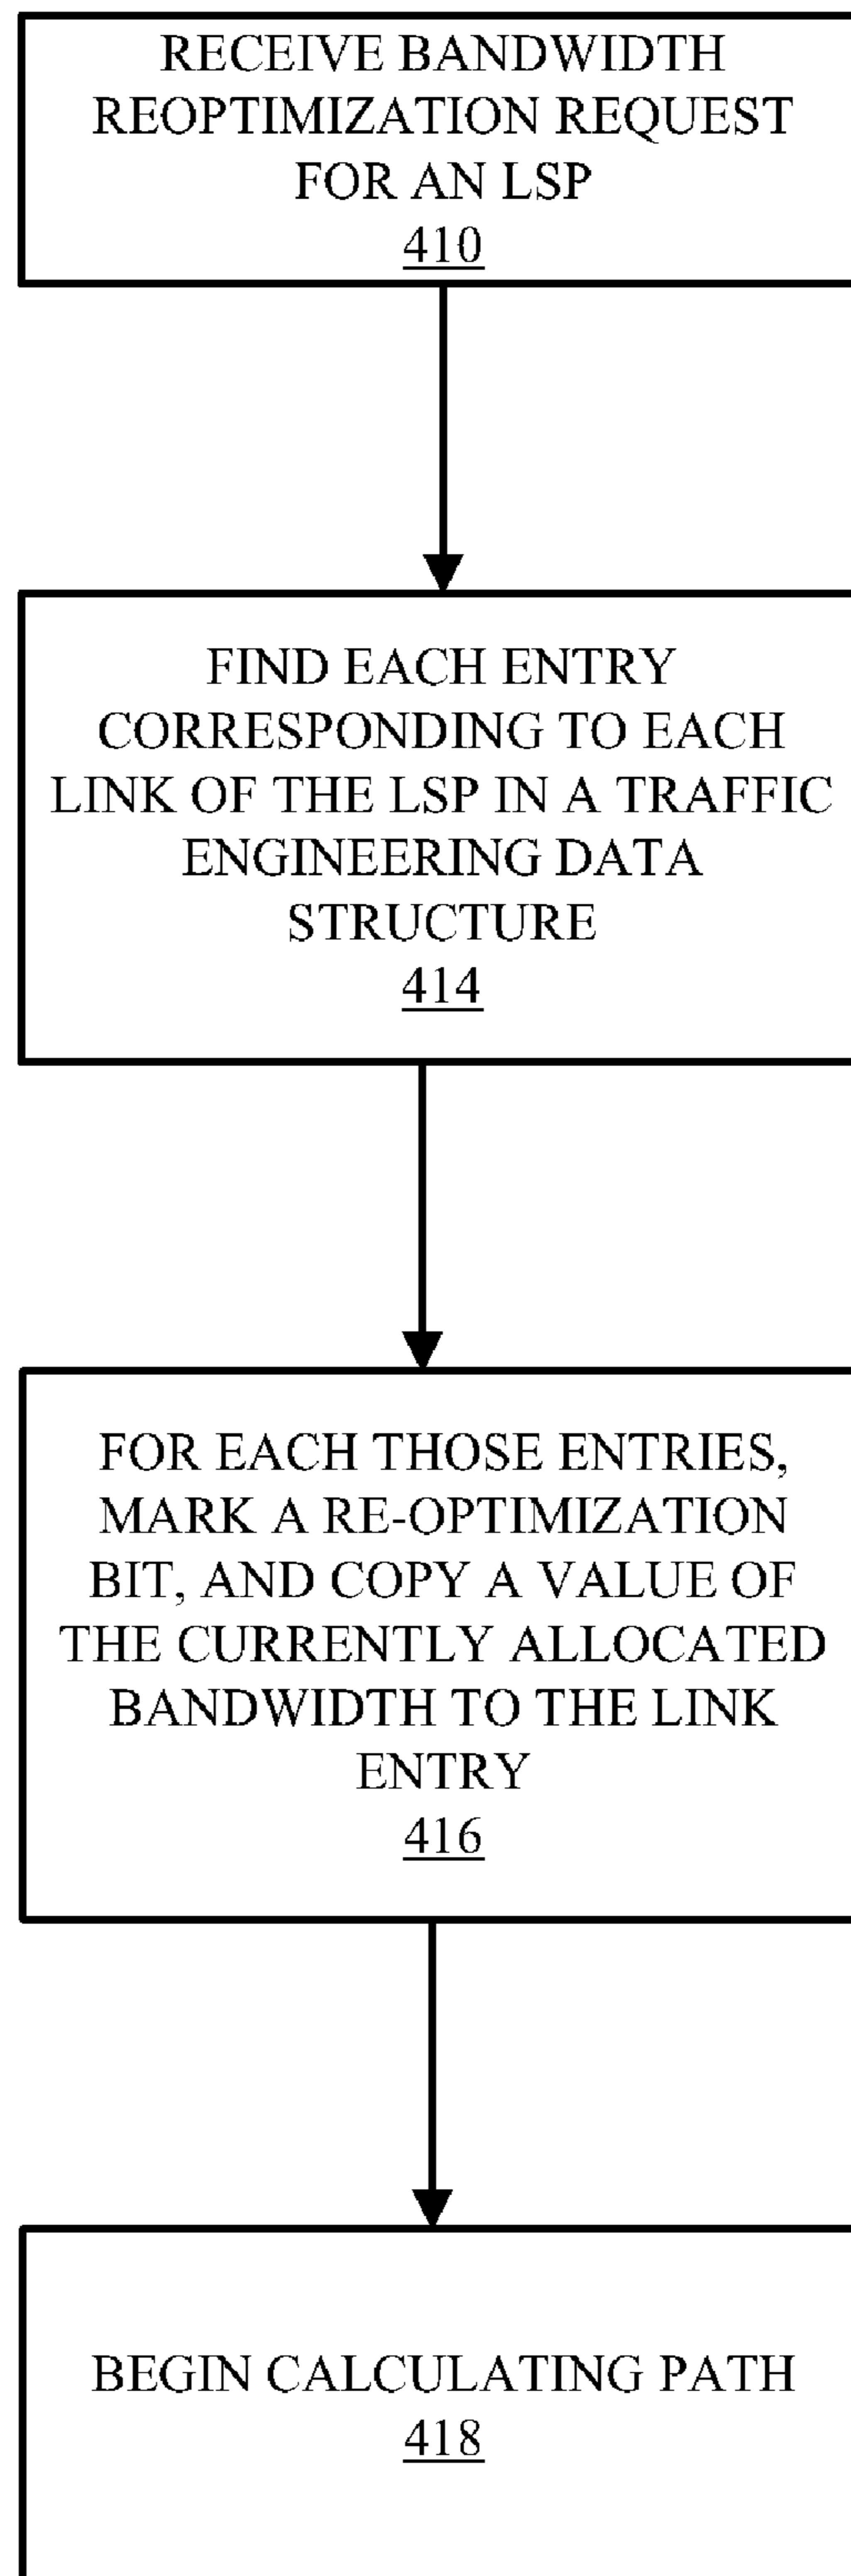 RECEIVE BANDWIDTH
REOPTIMIZATION REQUEST
FOR AN LSP
410
FIND EACH ENTRY
CORRESPONDING TO EACH
LINK OF THE LSP IN A TRAFFIC
ENGINEERING DATA
STRUCTURE
414
FOR EACH THOSE ENTRIES,
MARK A RE-OPTIMIZATION
BIT, AND COPY A VALUE OF
THE CURRENTLY ALLOCATED
BANDWIDTH TO THE LINK
ENTRY
416
BEGIN CALCULATING PATH
418